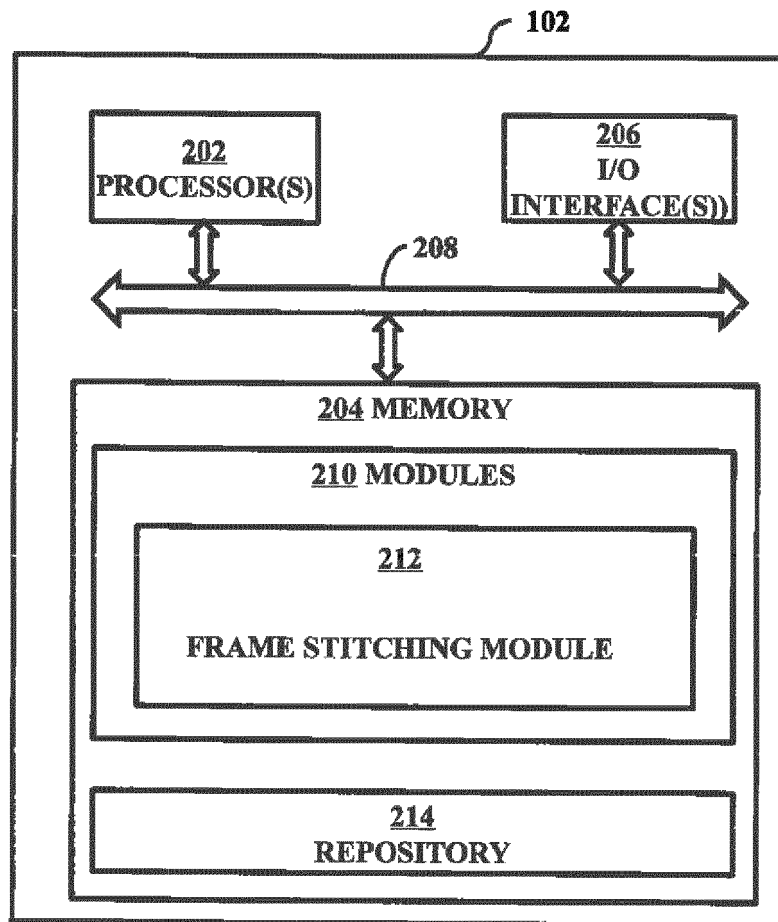 102
202
PROCESSOR(S)
206
I/O
INTERFACE(S))
208
204 MEMORY
210 MODULES
212
FRAME STITCHING MODULE
214
REPOSITORY